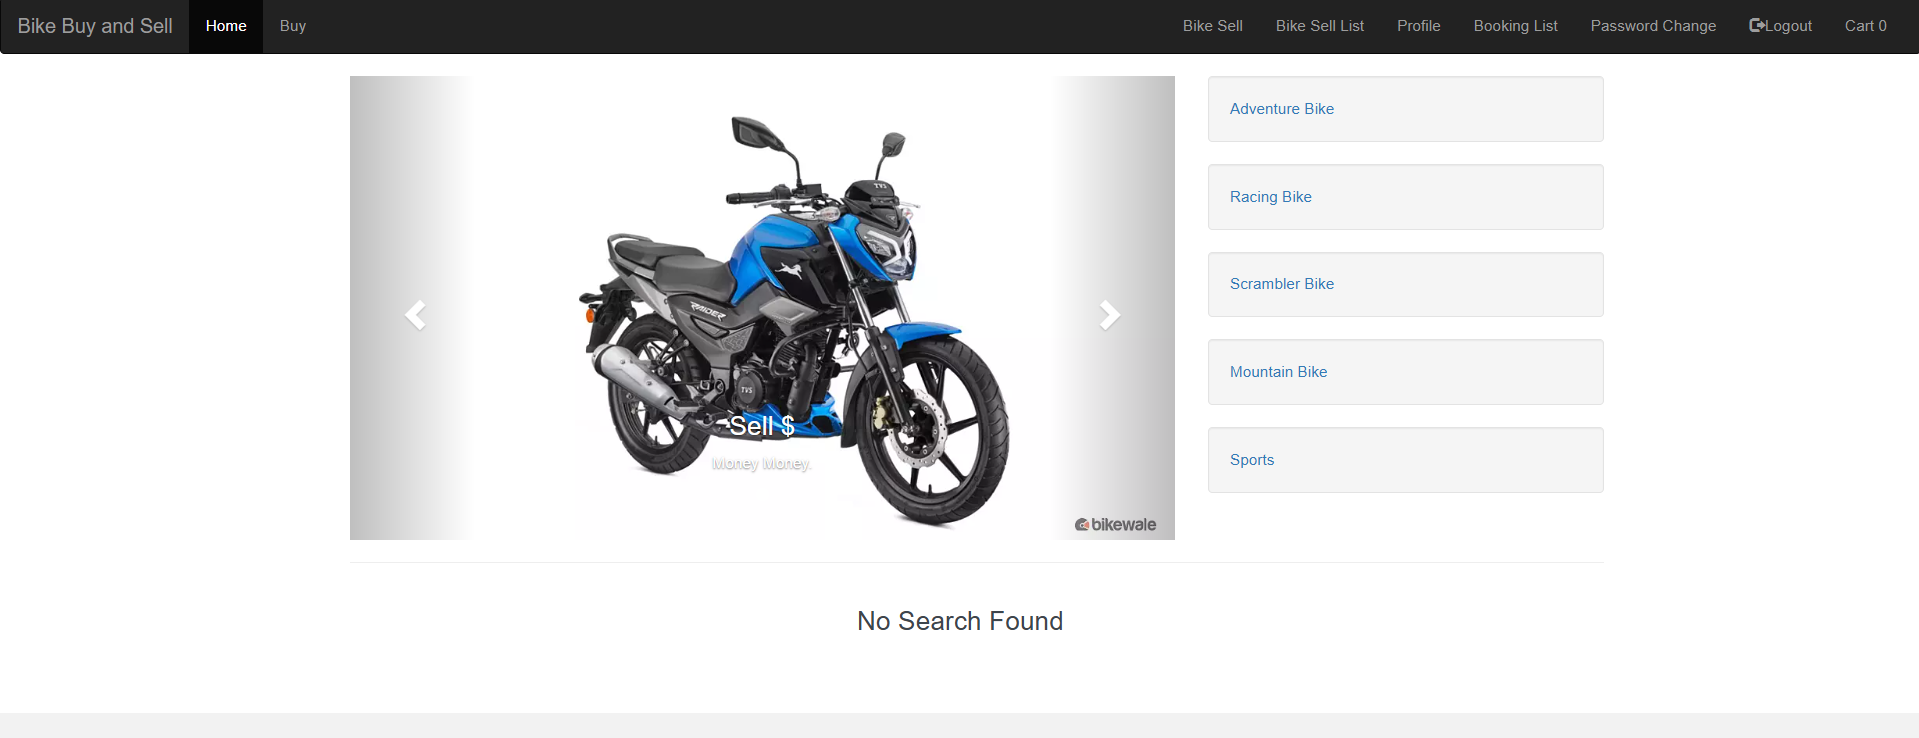 Bike Buy and Sell Home Buy Bike Sell Bike Sell List Profile Booking List Password Change Logout Cart 0
Adventure Bike
Racing Bike
Scrambler Bike
Mountain Bike
Sports
TVS
RAIDER
TVS
Sell $
Money Money.
bikewale
No Search Found